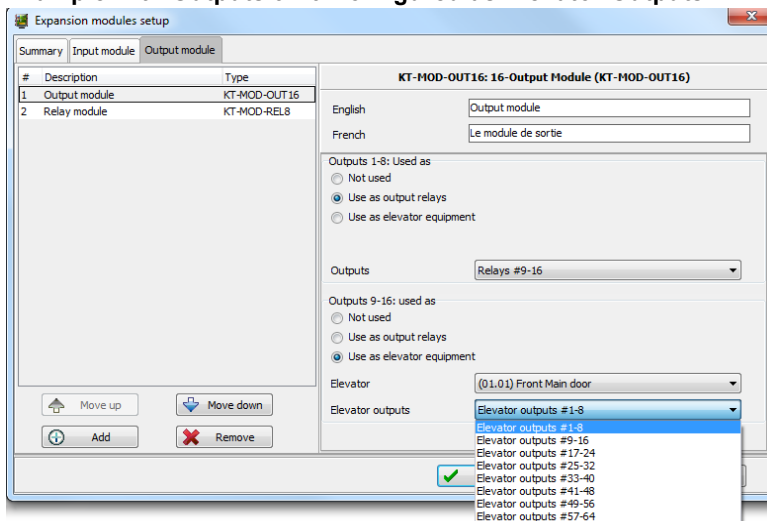 Expansion modules setup
Summary Input module Output module
# Description Type
1 Output module KT-MOD-OUT16
2 Relay module KT-MOD-REL8
Move up Move down
Add Remove
KT-MOD-OUT16: 16-Output Module (KT-MOD-OUT16)
English Output module
French Le module de sortie
Outputs 1-8: Used as
Not used
Use as output relays
Use as elevator equipment
Outputs Relays #9-16
Outputs 9-16: used as
Not used
Use as output relays
Use as elevator equipment
Elevator (01.01) Front Main door
Elevator outputs Elevator outputs #1-8
Elevator outputs #1-8
Elevator outputs #9-16
Elevator outputs #17-24
Elevator outputs #25-32
Elevator outputs #33-40
Elevator outputs #41-48
Elevator outputs #49-56
Elevator outputs #57-64